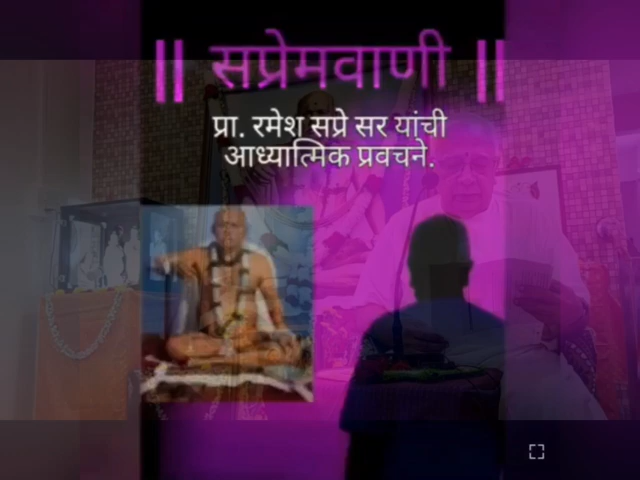 || सप्रेमवाणी ||
प्रा. रमेश सप्रे सर यांची
आध्यात्मिक प्रवचने.